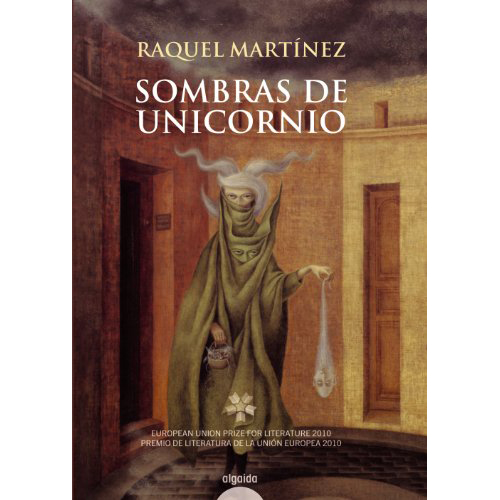 RAQUEL MARTÍNEZ
SOMBRAS DE
UNICORNIO
EUROPEAN UNION PRIZE FOR LITERATURE 2010
PREMIO DE LITERATURA DE LA UNIÓN EUROPEA 2010
algaida